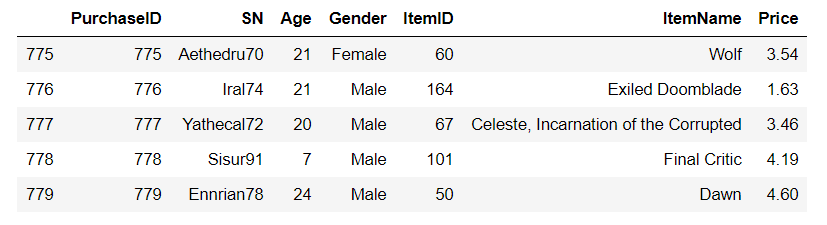 PurchaseID SN Age Gender ItemID ItemName Price
775 775 Aethedru70 21 Female 60 Wolf 3.54
776 776 Iral74 21 Male 164 Exiled Doomblade 1.63
777 777 Yathecal72 20 Male 67 Celeste, Incarnation of the Corrupted 3.46
778 778 Sisur91 7 Male 101 Final Critic 4.19
779 779 Ennrian78 24 Male 50 Dawn 4.60